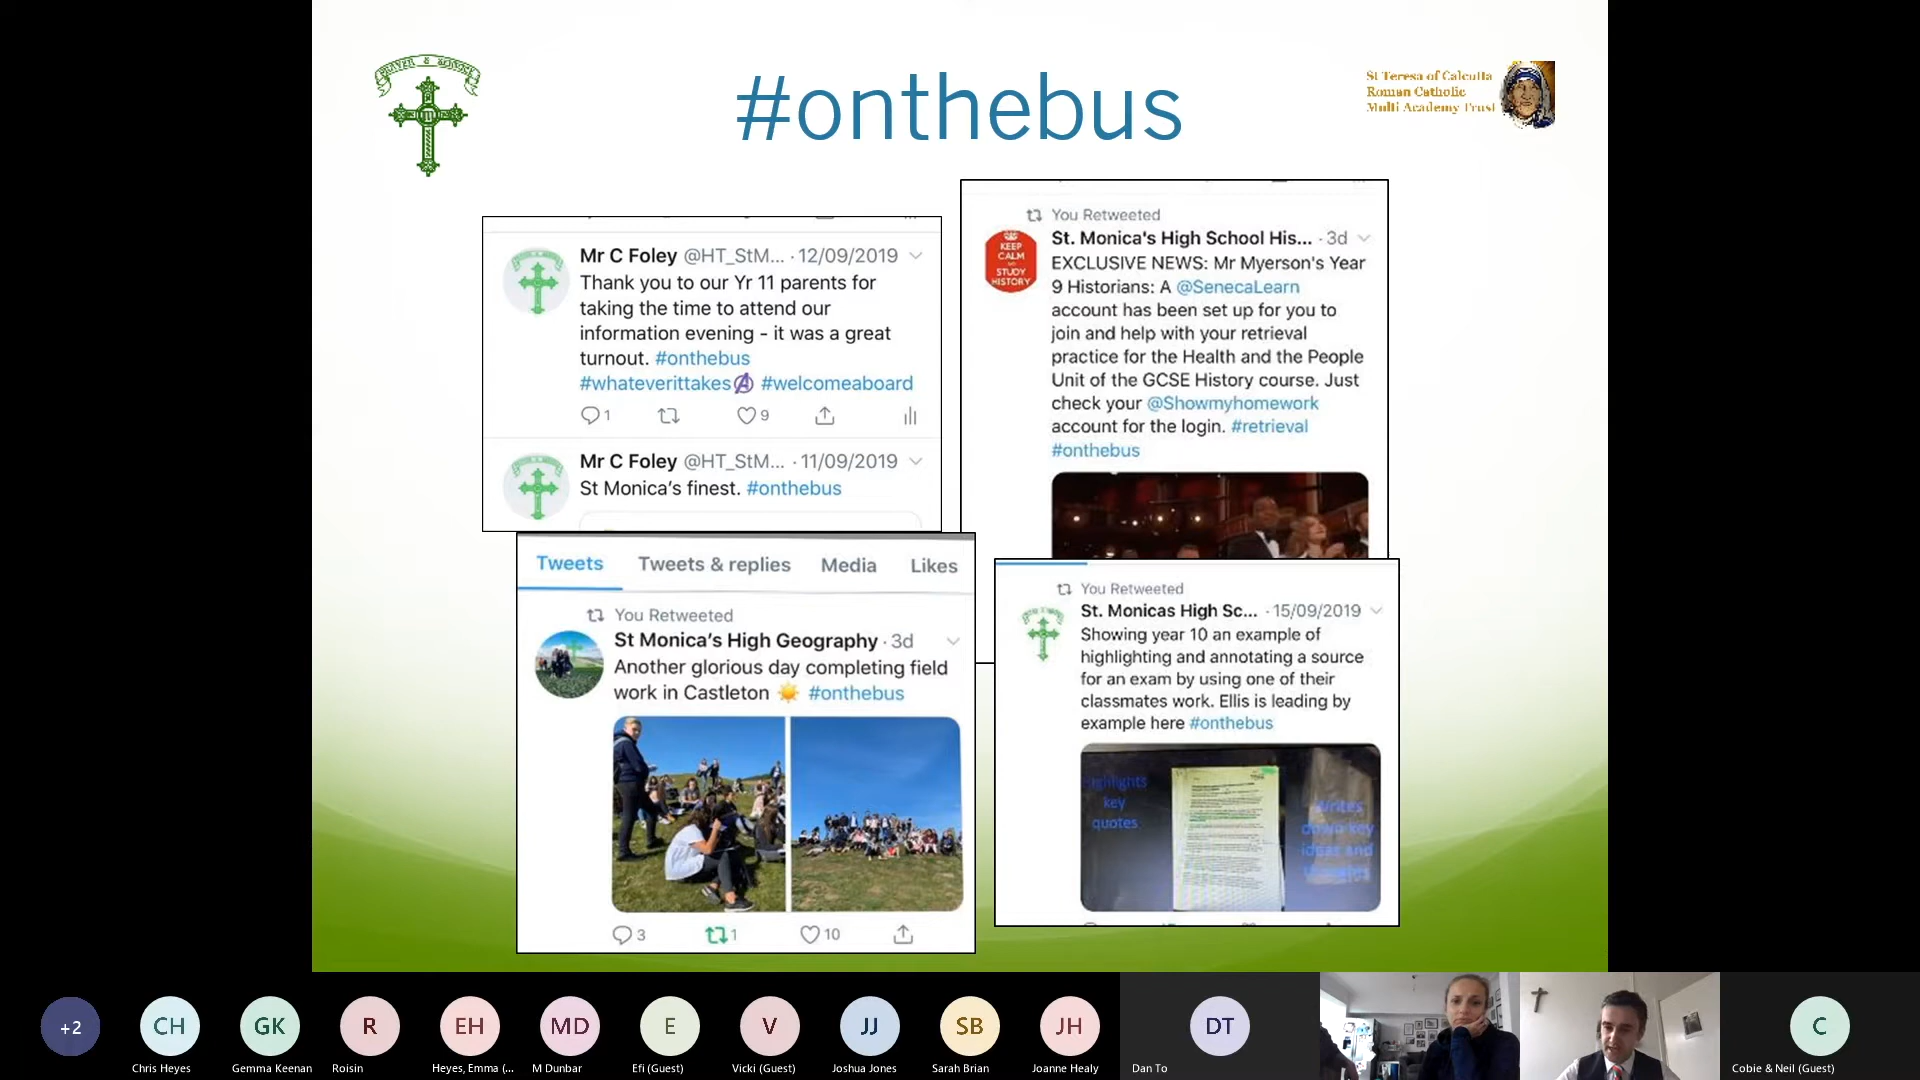 PRAYER & SERVICE
#onthebus
St Teresa of Calcutta
Roman Catholic
Multi Academy Trust
Mr C Foley @HT_StM... · 12/09/2019
Thank you to our Yr 11 parents for
taking the time to attend our
information evening - it was a great
turnout. #onthebus
#whateverittakes #welcomeaboard
1
9
Mr C Foley @HT_StM... · 11/09/2019
St Monica's finest. #onthebus
You Retweeted
KEEP
CALM
AND
STUDY
HISTORY
St. Monica's High School His... · 3d
EXCLUSIVE NEWS: Mr Myerson's Year
9 Historians: A @SenecaLearn
account has been set up for you to
join and help with your retrieval
practice for the Health and the People
Unit of the GCSE History course. Just
check your @Showmyhomework
account for the login. #retrieval
#onthebus
Tweets Tweets & replies Media Likes
You Retweeted
St Monica's High Geography · 3d
Another glorious day completing field
work in Castleton #onthebus
3
1
10
You Retweeted
St. Monicas High Sc... · 15/09/2019
Showing year 10 an example of
highlighting and annotating a source
for an exam by using one of their
classmates work. Ellis is leading by
example here #onthebus
Highlights
key
quotes
Writes
down key
ideas and
+2
CH
Chris Heyes
GK
Gemma Keenan
R
Roisin
EH
Heyes, Emma (...
MD
M Dunbar
E
Efi (Guest)
V
Vicki (Guest)
JJ
Joshua Jones
SB
Sarah Brian
JH
Joanne Healy
DT
Dan To
C
Cobie & Neil (Guest)